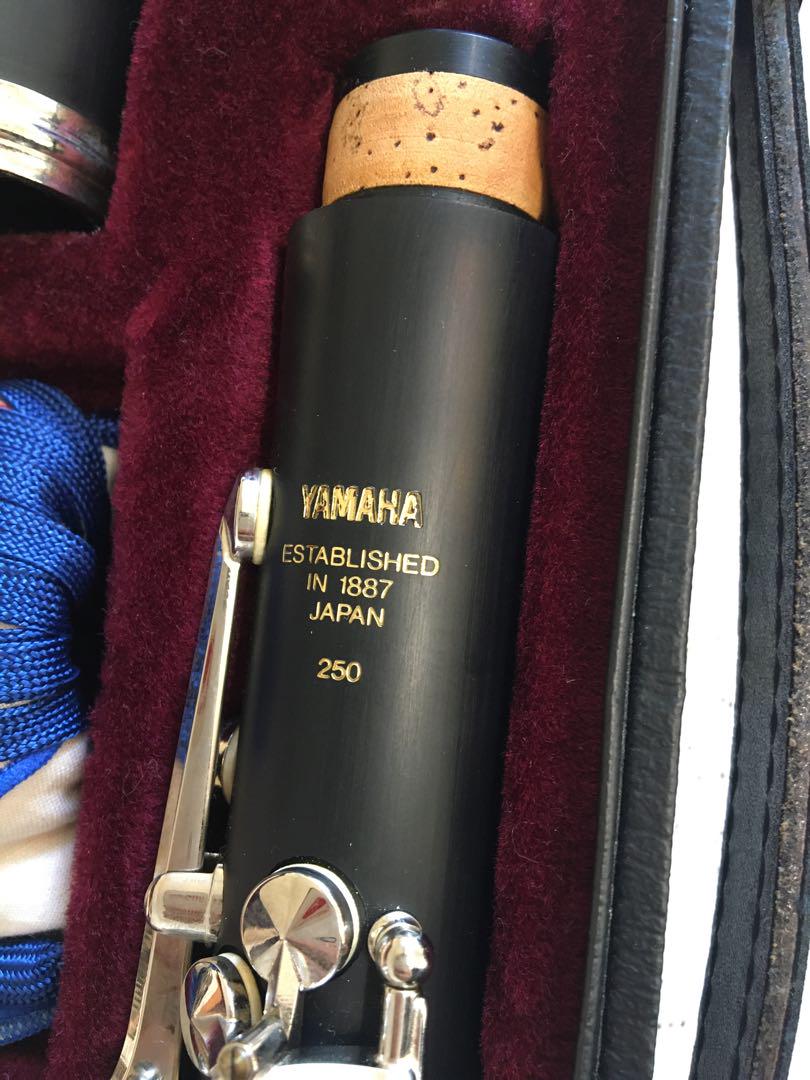 YAMAHA
ESTABLISHED
IN 1887
JAPAN
250